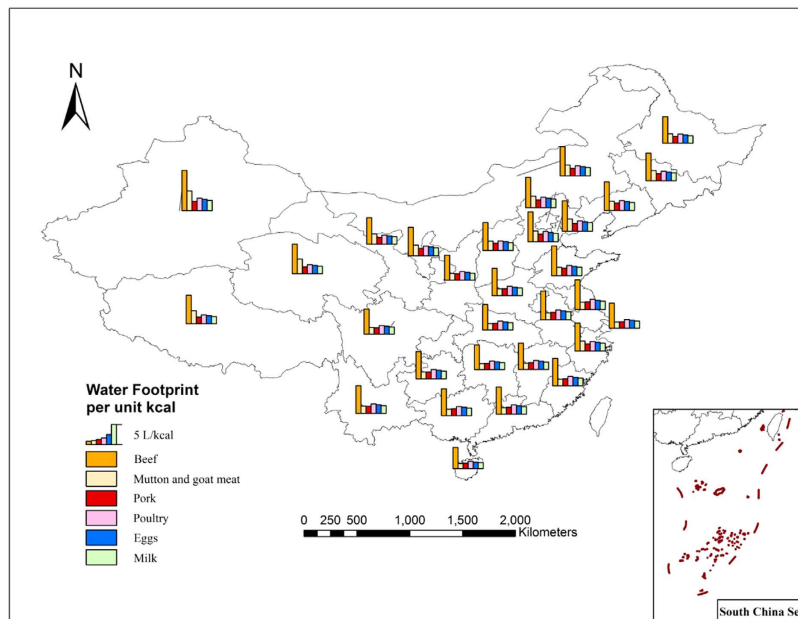 N
Water Footprint
per unit kcal
5 L/kcal
Beef
Mutton and goat meat
Pork
Poultry
Eggs
Milk
0 250 500 1,000 1,500 2,000
Kilometers
South China Se